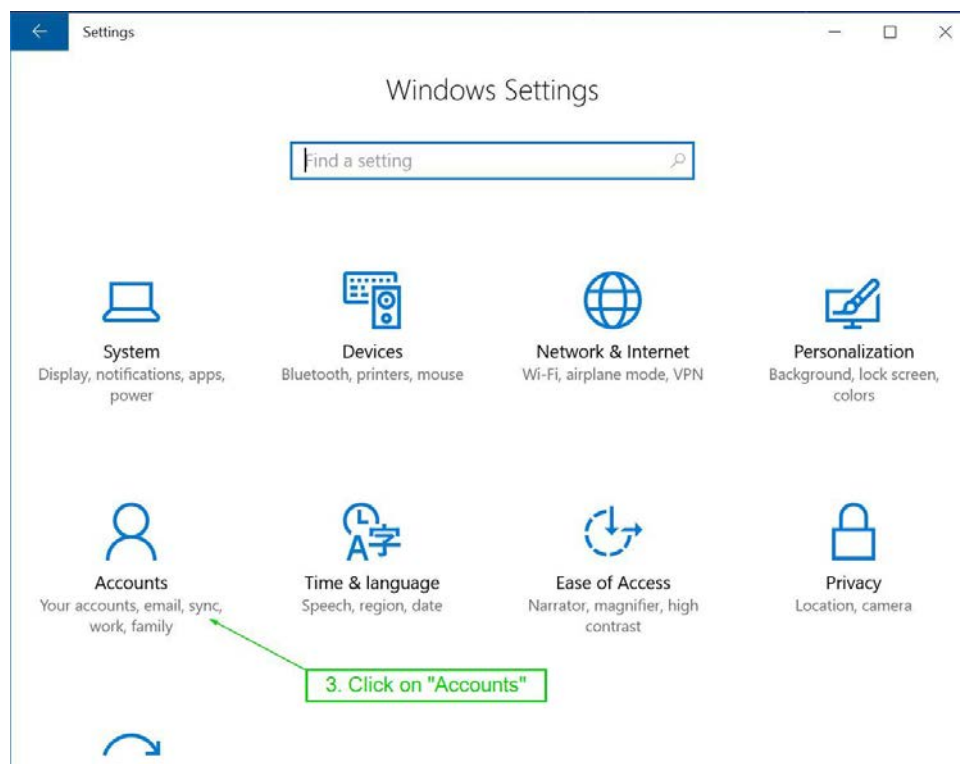 Settings
Windows Settings
Find a setting
System
Display, notifications, apps,
power
Devices
Bluetooth, printers, mouse
Network & Internet
Wi-Fi, airplane mode, VPN
Personalization
Background, lock screen,
colors
Accounts
Your accounts, email, sync,
work, family
A字
Time & language
Speech, region, date
Ease of Access
Narrator, magnifier, high
contrast
Privacy
Location, camera
3. Click on "Accounts"